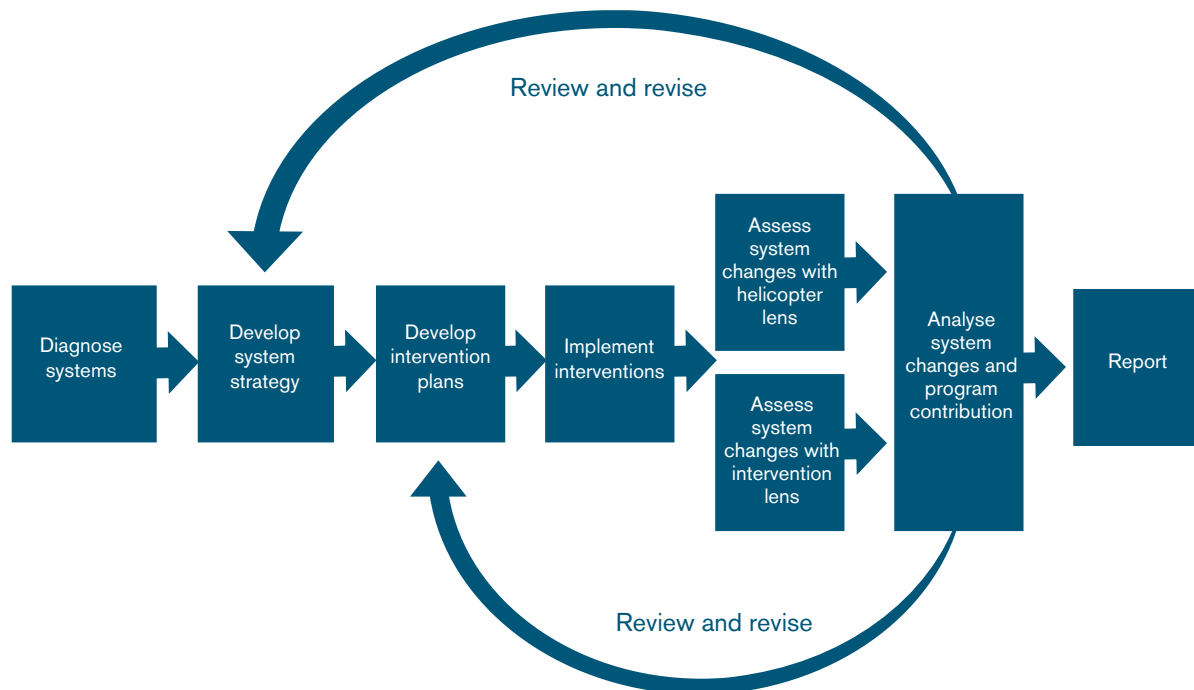 Review and revise
Diagnose
systems
Develop
system
strategy
Develop
intervention
plans
Implement
interventions
Assess
system
changes with
helicopter
lens
Assess
system
changes with
intervention
lens
Analyse
system
changes and
program
contribution
Report
Review and revise